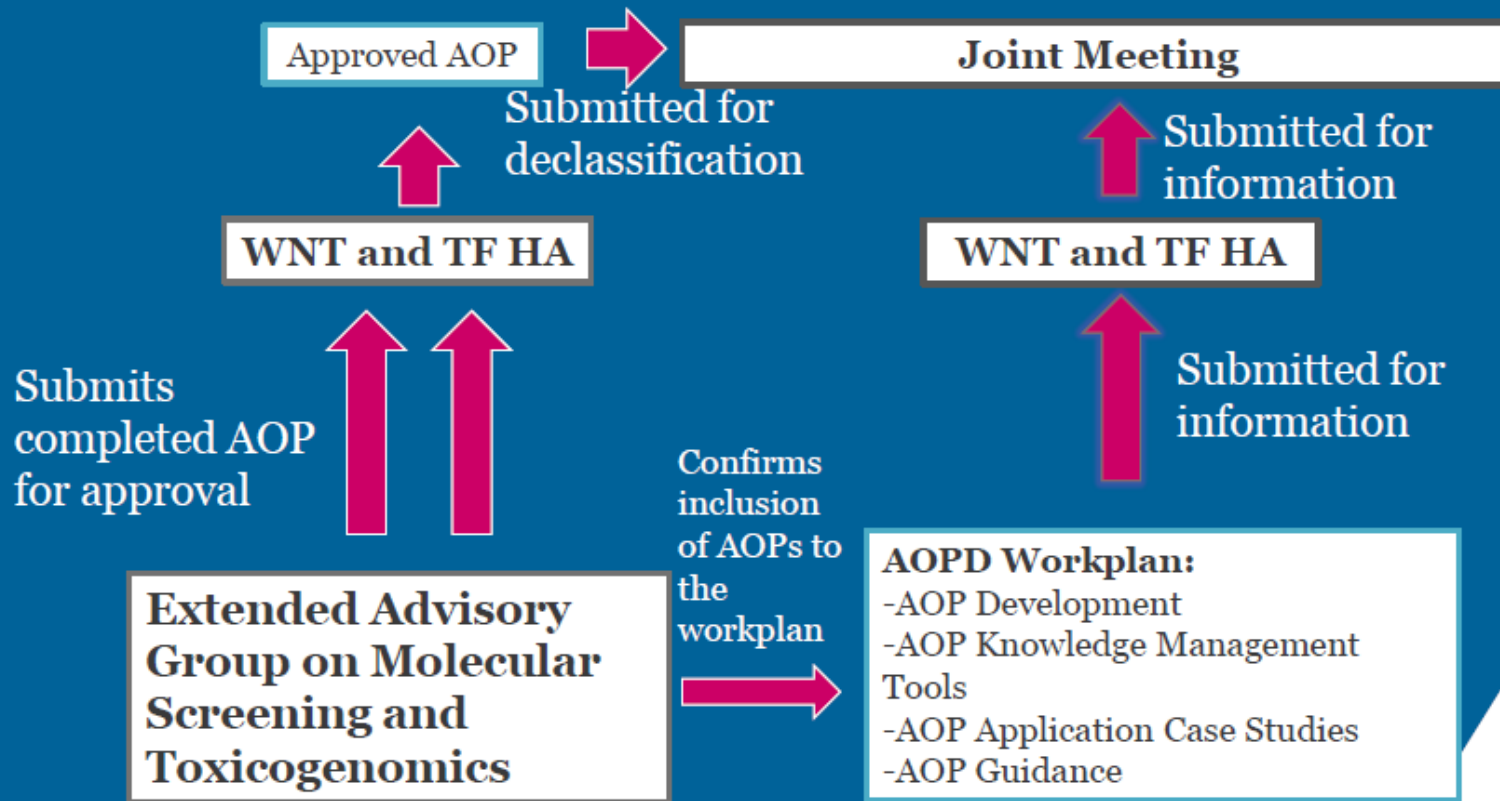 Approved AOP
Joint Meeting
Submitted for
declassification
Submitted for
information
WNT and TF HA
WNT and TF HA
Submits
completed AOP
for approval
Submitted for
information
Confirms
inclusion
of AOPs to
the
workplan
Extended Advisory
Group on Molecular
Screening and
Toxicogenomics
AOPD Workplan:
-AOP Development
-AOP Knowledge Management
Tools
-AOP Application Case Studies
-AOP Guidance